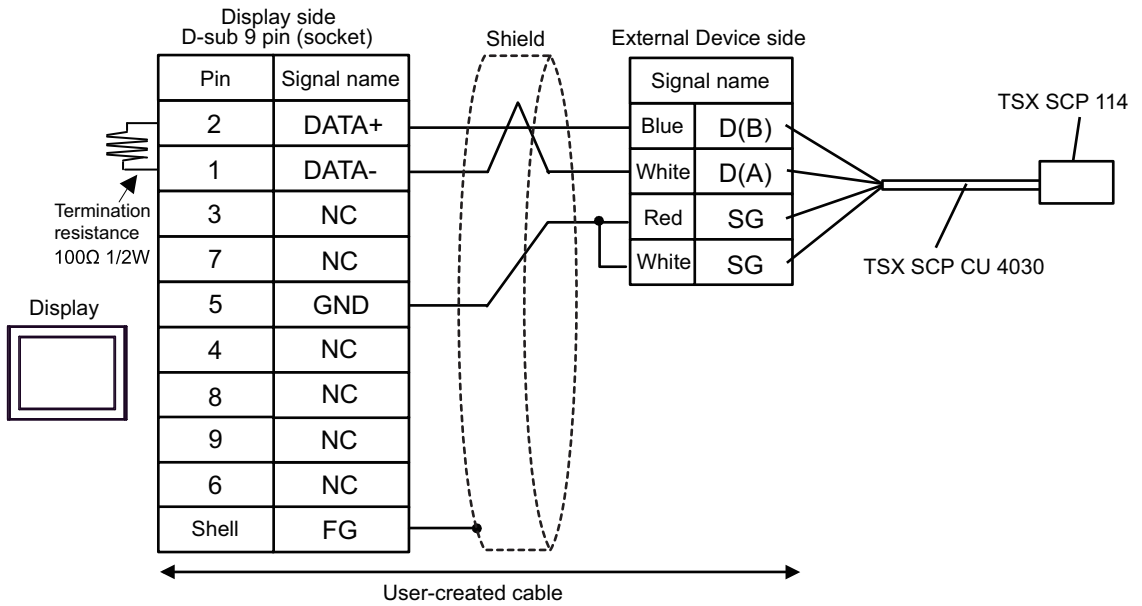 Display side
D-sub 9 pin (socket)
Shield
External Device side
Pin Signal name
Signal name
TSX SCP 114
2 DATA+
Blue D(B)
1 DATA-
White D(A)
Termination
resistance
100Ω 1/2W
3 NC
Red SG
7 NC
White SG
TSX SCP CU 4030
Display
5 GND
4 NC
8 NC
9 NC
6 NC
Shell FG
User-created cable